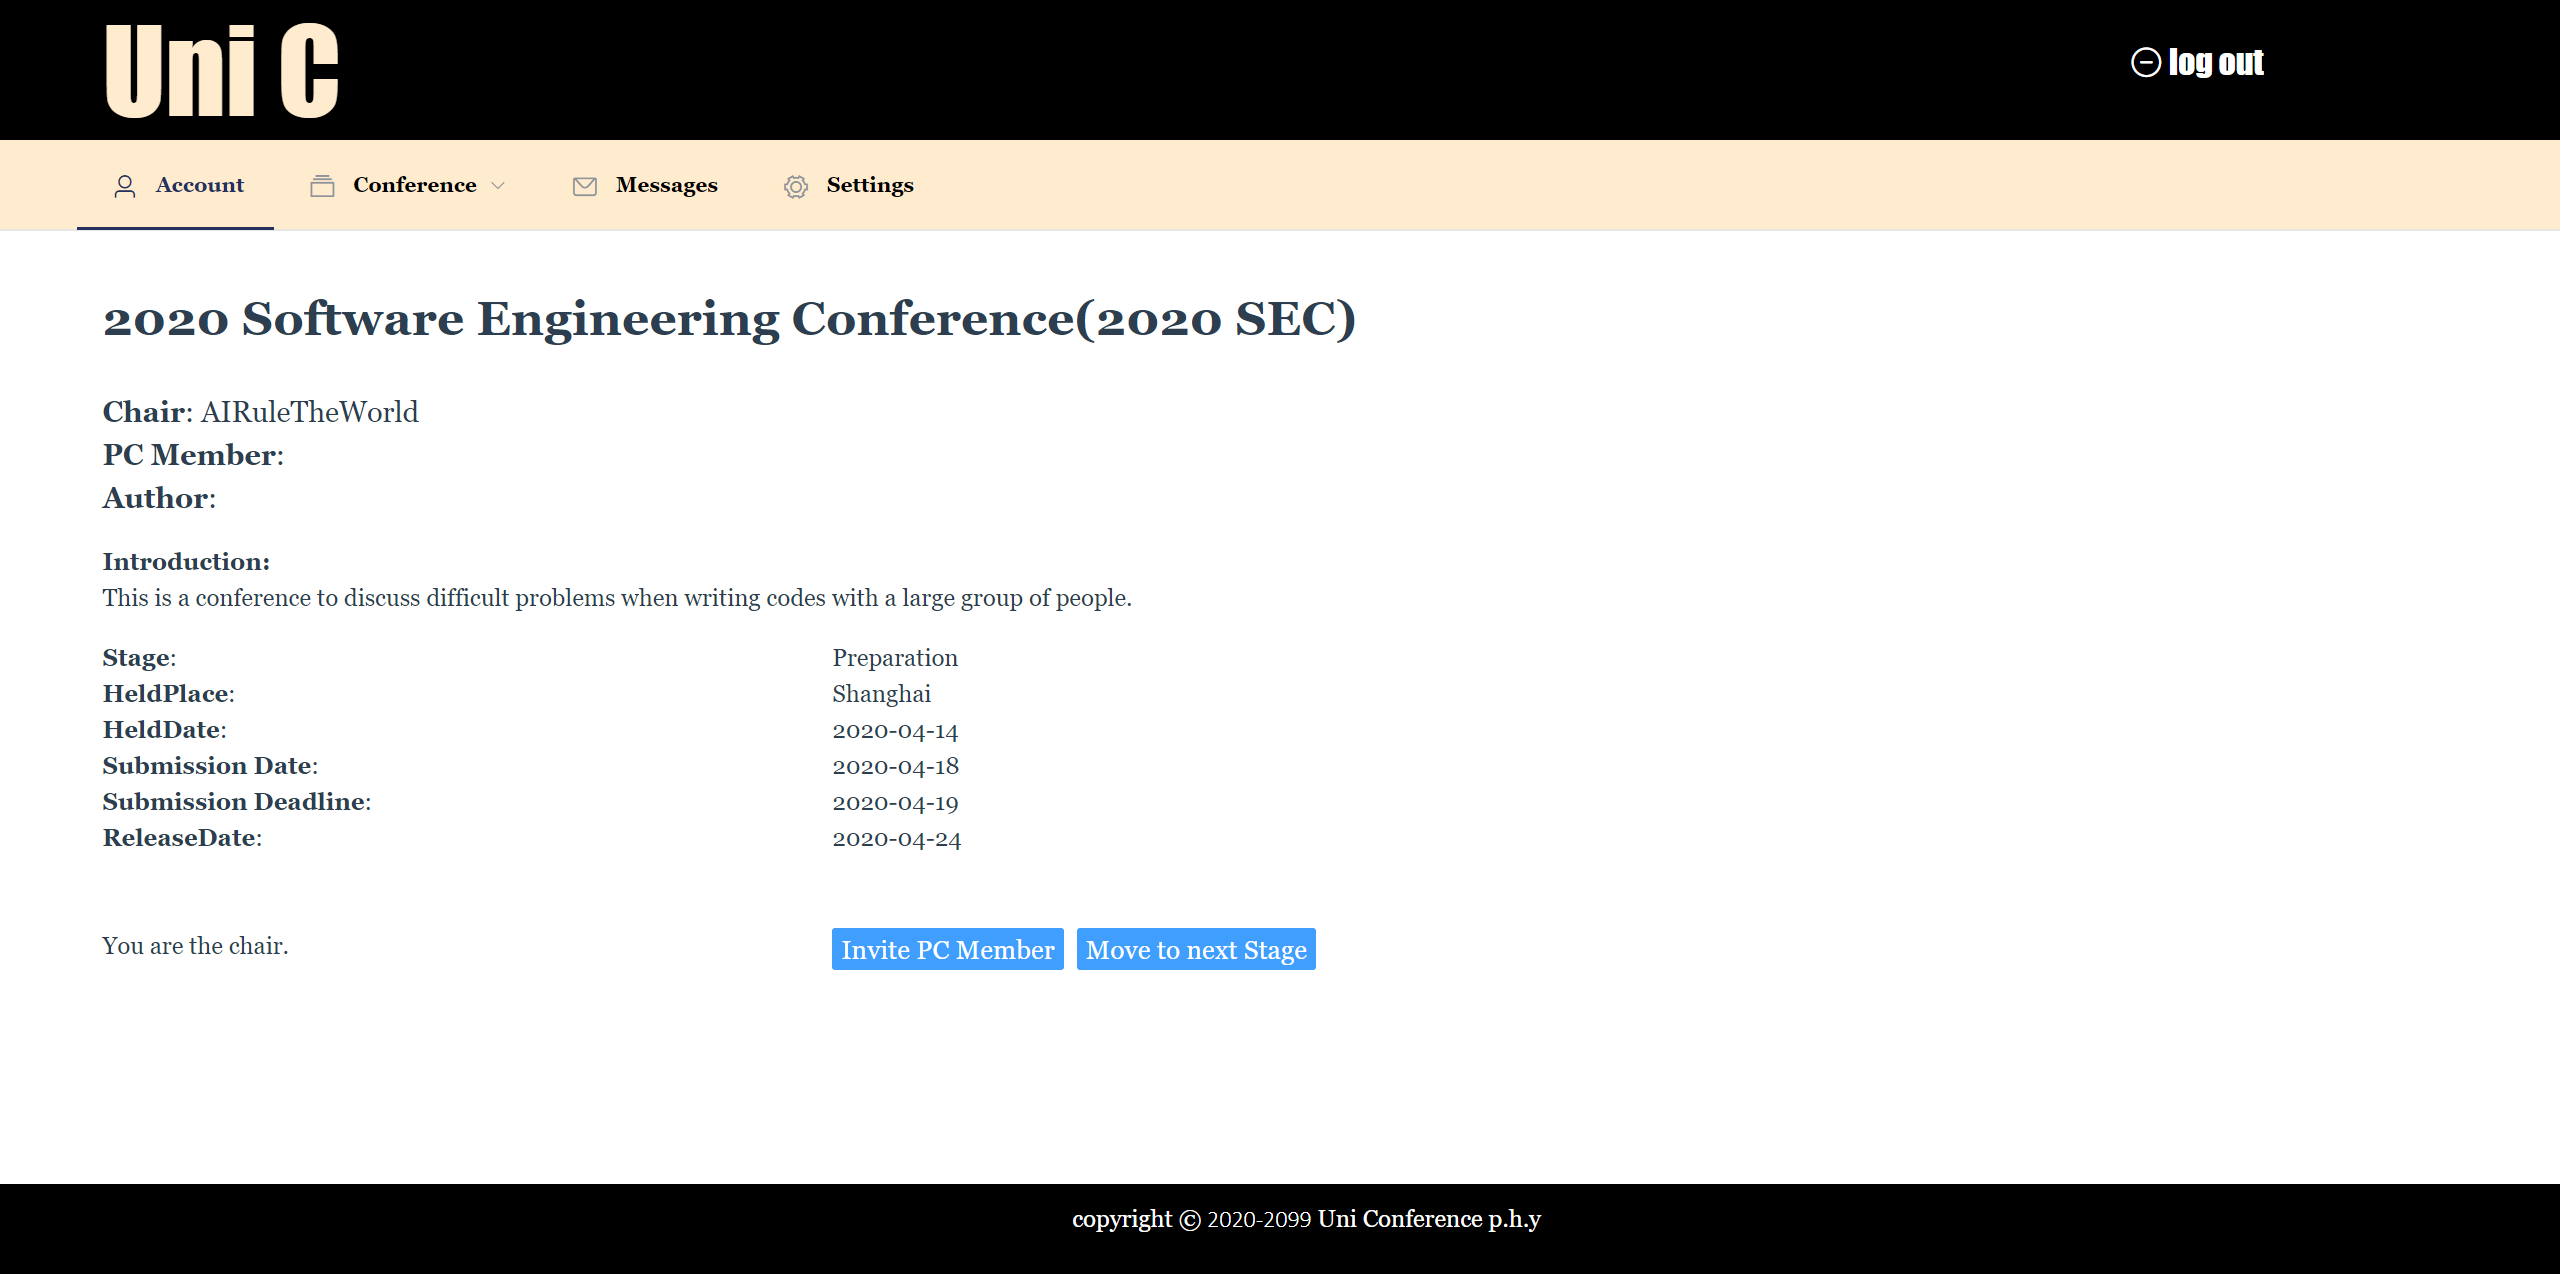 Uni C
log out
Account Conference Messages Settings
2020 Software Engineering Conference(2020 SEC)
Chair: AIRuleTheWorld
PC Member:
Author:
Introduction:
This is a conference to discuss difficult problems when writing codes with a large group of people.
Stage: Preparation
HeldPlace: Shanghai
HeldDate: 2020-04-14
Submission Date: 2020-04-18
Submission Deadline: 2020-04-19
ReleaseDate: 2020-04-24
You are the chair. Invite PC Member Move to next Stage
copyright © 2020-2099 Uni Conference p.h.y